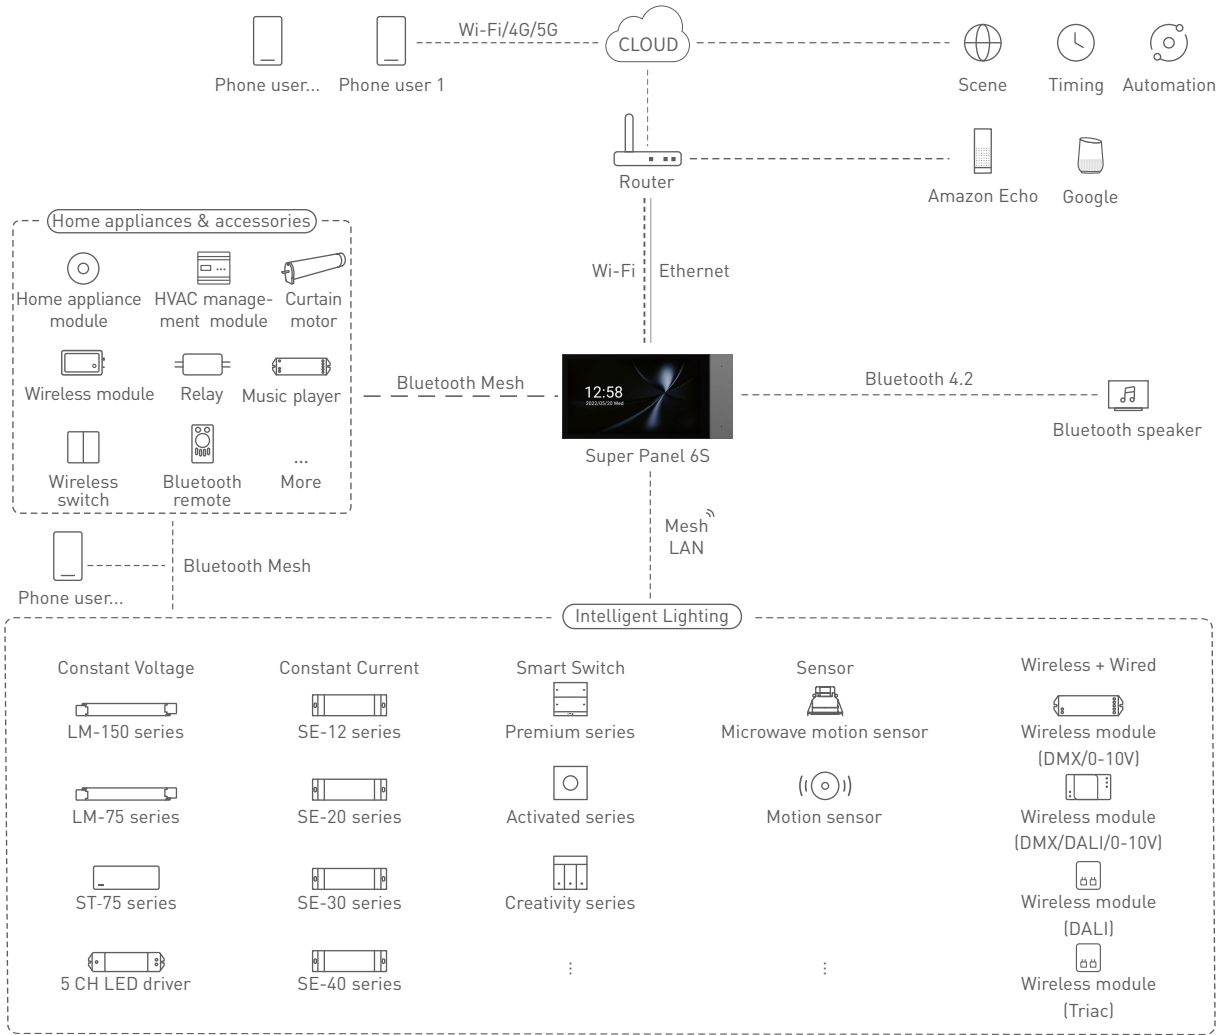 Wi-Fi/4G/5G
CLOUD
Phone user...
Phone user 1
Scene
Timing
Automation
Router
Amazon Echo
Google
Home appliances & accessories
Wi-Fi
Ethernet
Home appliance
module
HVAC manage-
ment module
Curtain
motor
Wireless module
Relay
Music player
Bluetooth Mesh
12:58
2022/05/20 Wed
Bluetooth 4.2
Bluetooth speaker
Super Panel 6S
Wireless
switch
Bluetooth
remote
...
More
Mesh
LAN
Bluetooth Mesh
Phone user...
Intelligent Lighting
Constant Voltage
LM-150 series
LM-75 series
ST-75 series
5 CH LED driver
Constant Current
SE-12 series
SE-20 series
SE-30 series
SE-40 series
Smart Switch
Premium series
Activated series
Creativity series
⋮
Sensor
Microwave motion sensor
Motion sensor
⋮
Wireless + Wired
Wireless module
(DMX/0-10V)
Wireless module
(DMX/DALI/0-10V)
Wireless module
(DALI)
Wireless module
(Triac)